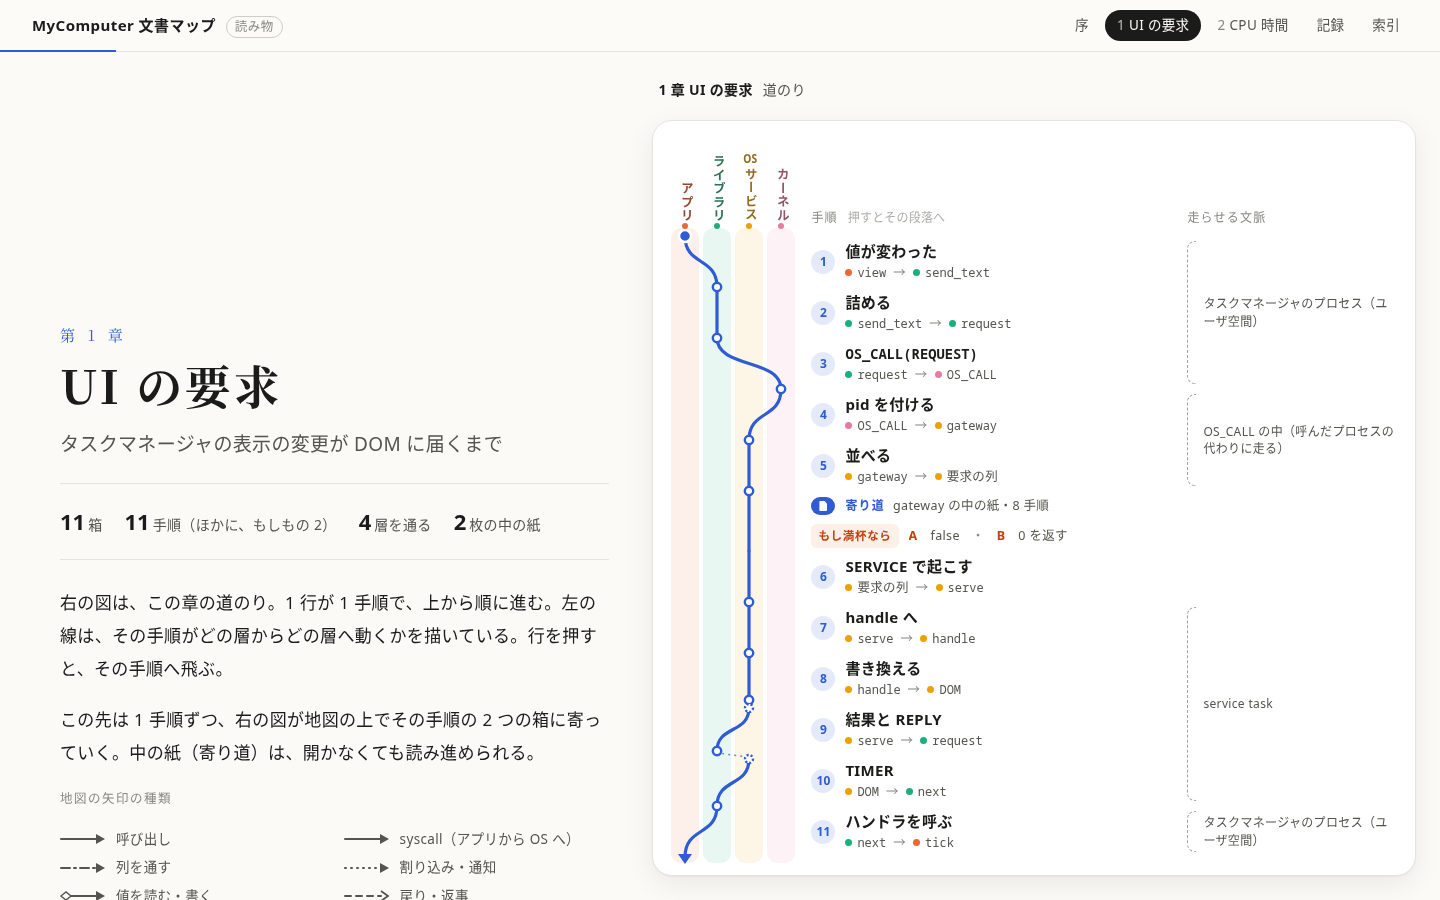 MyComputer 文書マップ 読み物
序 1 UI の要求 2 CPU 時間 記録 索引
第 1 章
UI の要求
タスクマネージャの表示の変更が DOM に届くまで
11 箱 11 手順（ほかに、もしもの 2） 4 層を通る 2 枚の中の紙
右の図は、この章の道のり。1 行が 1 手順で、上から順に進む。左の
線は、その手順がどの層からどの層へ動くかを描いている。行を押す
と、その手順へ飛ぶ。
この先は 1 手順ずつ、右の図が地図の上でその手順の 2 つの箱に寄っ
ていく。中の紙（寄り道）は、開かなくても読み進められる。
地図の矢印の種類
呼び出し
syscall（アプリから OS へ）
列を通す
割り込み・通知
値を読む・書く
戻り・返事
1 章 UI の要求 道のり
アプリ
ライブラリ
OS サービス
カーネル
手順 押すとその段落へ
走らせる文脈
1 値が変わった
view → send_text
2 詰める
send_text → request
3 OS_CALL(REQUEST)
request → OS_CALL
4 pid を付ける
OS_CALL → gateway
5 並べる
gateway → 要求の列
寄り道 gateway の中の紙・8 手順
もし満杯なら A false ・ B 0 を返す
6 SERVICE で起こす
要求の列 → serve
7 handle へ
serve → handle
8 書き換える
handle → DOM
9 結果と REPLY
serve → request
10 TIMER
DOM → next
11 ハンドラを呼ぶ
next → tick
タスクマネージャのプロセス（ユ
ーザ空間）
OS_CALL の中（呼んだプロセスの
代わりに走る）
service task
タスクマネージャのプロセス（ユ
ーザ空間）